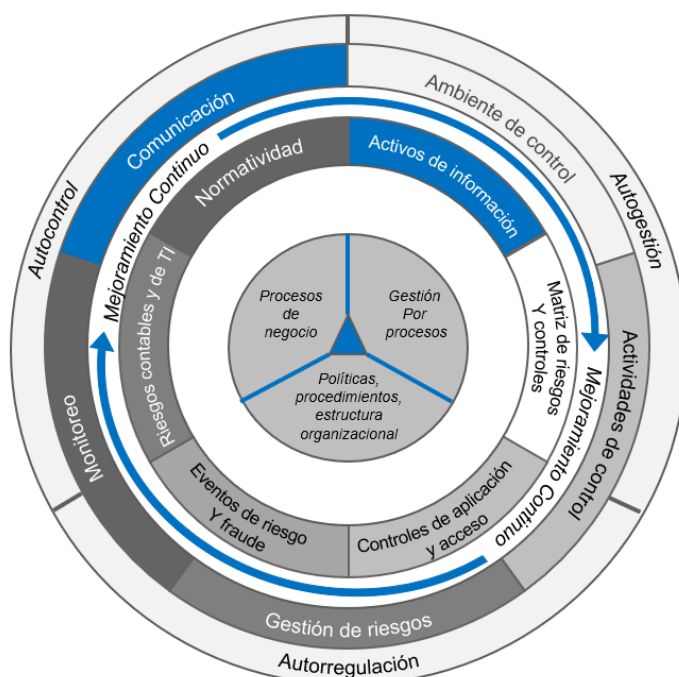 Autocontrol
Autogestión
Autorregulación
Comunicación
Ambiente de control
Actividades de control
Gestión de riesgos
Monitoreo
Mejoramiento Continuo
Mejoramiento Continuo
Normatividad
Activos de información
Matriz de riesgos
Y controles
Controles de aplicación
y acceso
Eventos de riesgo
Y fraude
Riesgos contables y de TI
Procesos
de
negocio
Gestión
Por
procesos
Políticas,
procedimientos,
estructura
organizacional